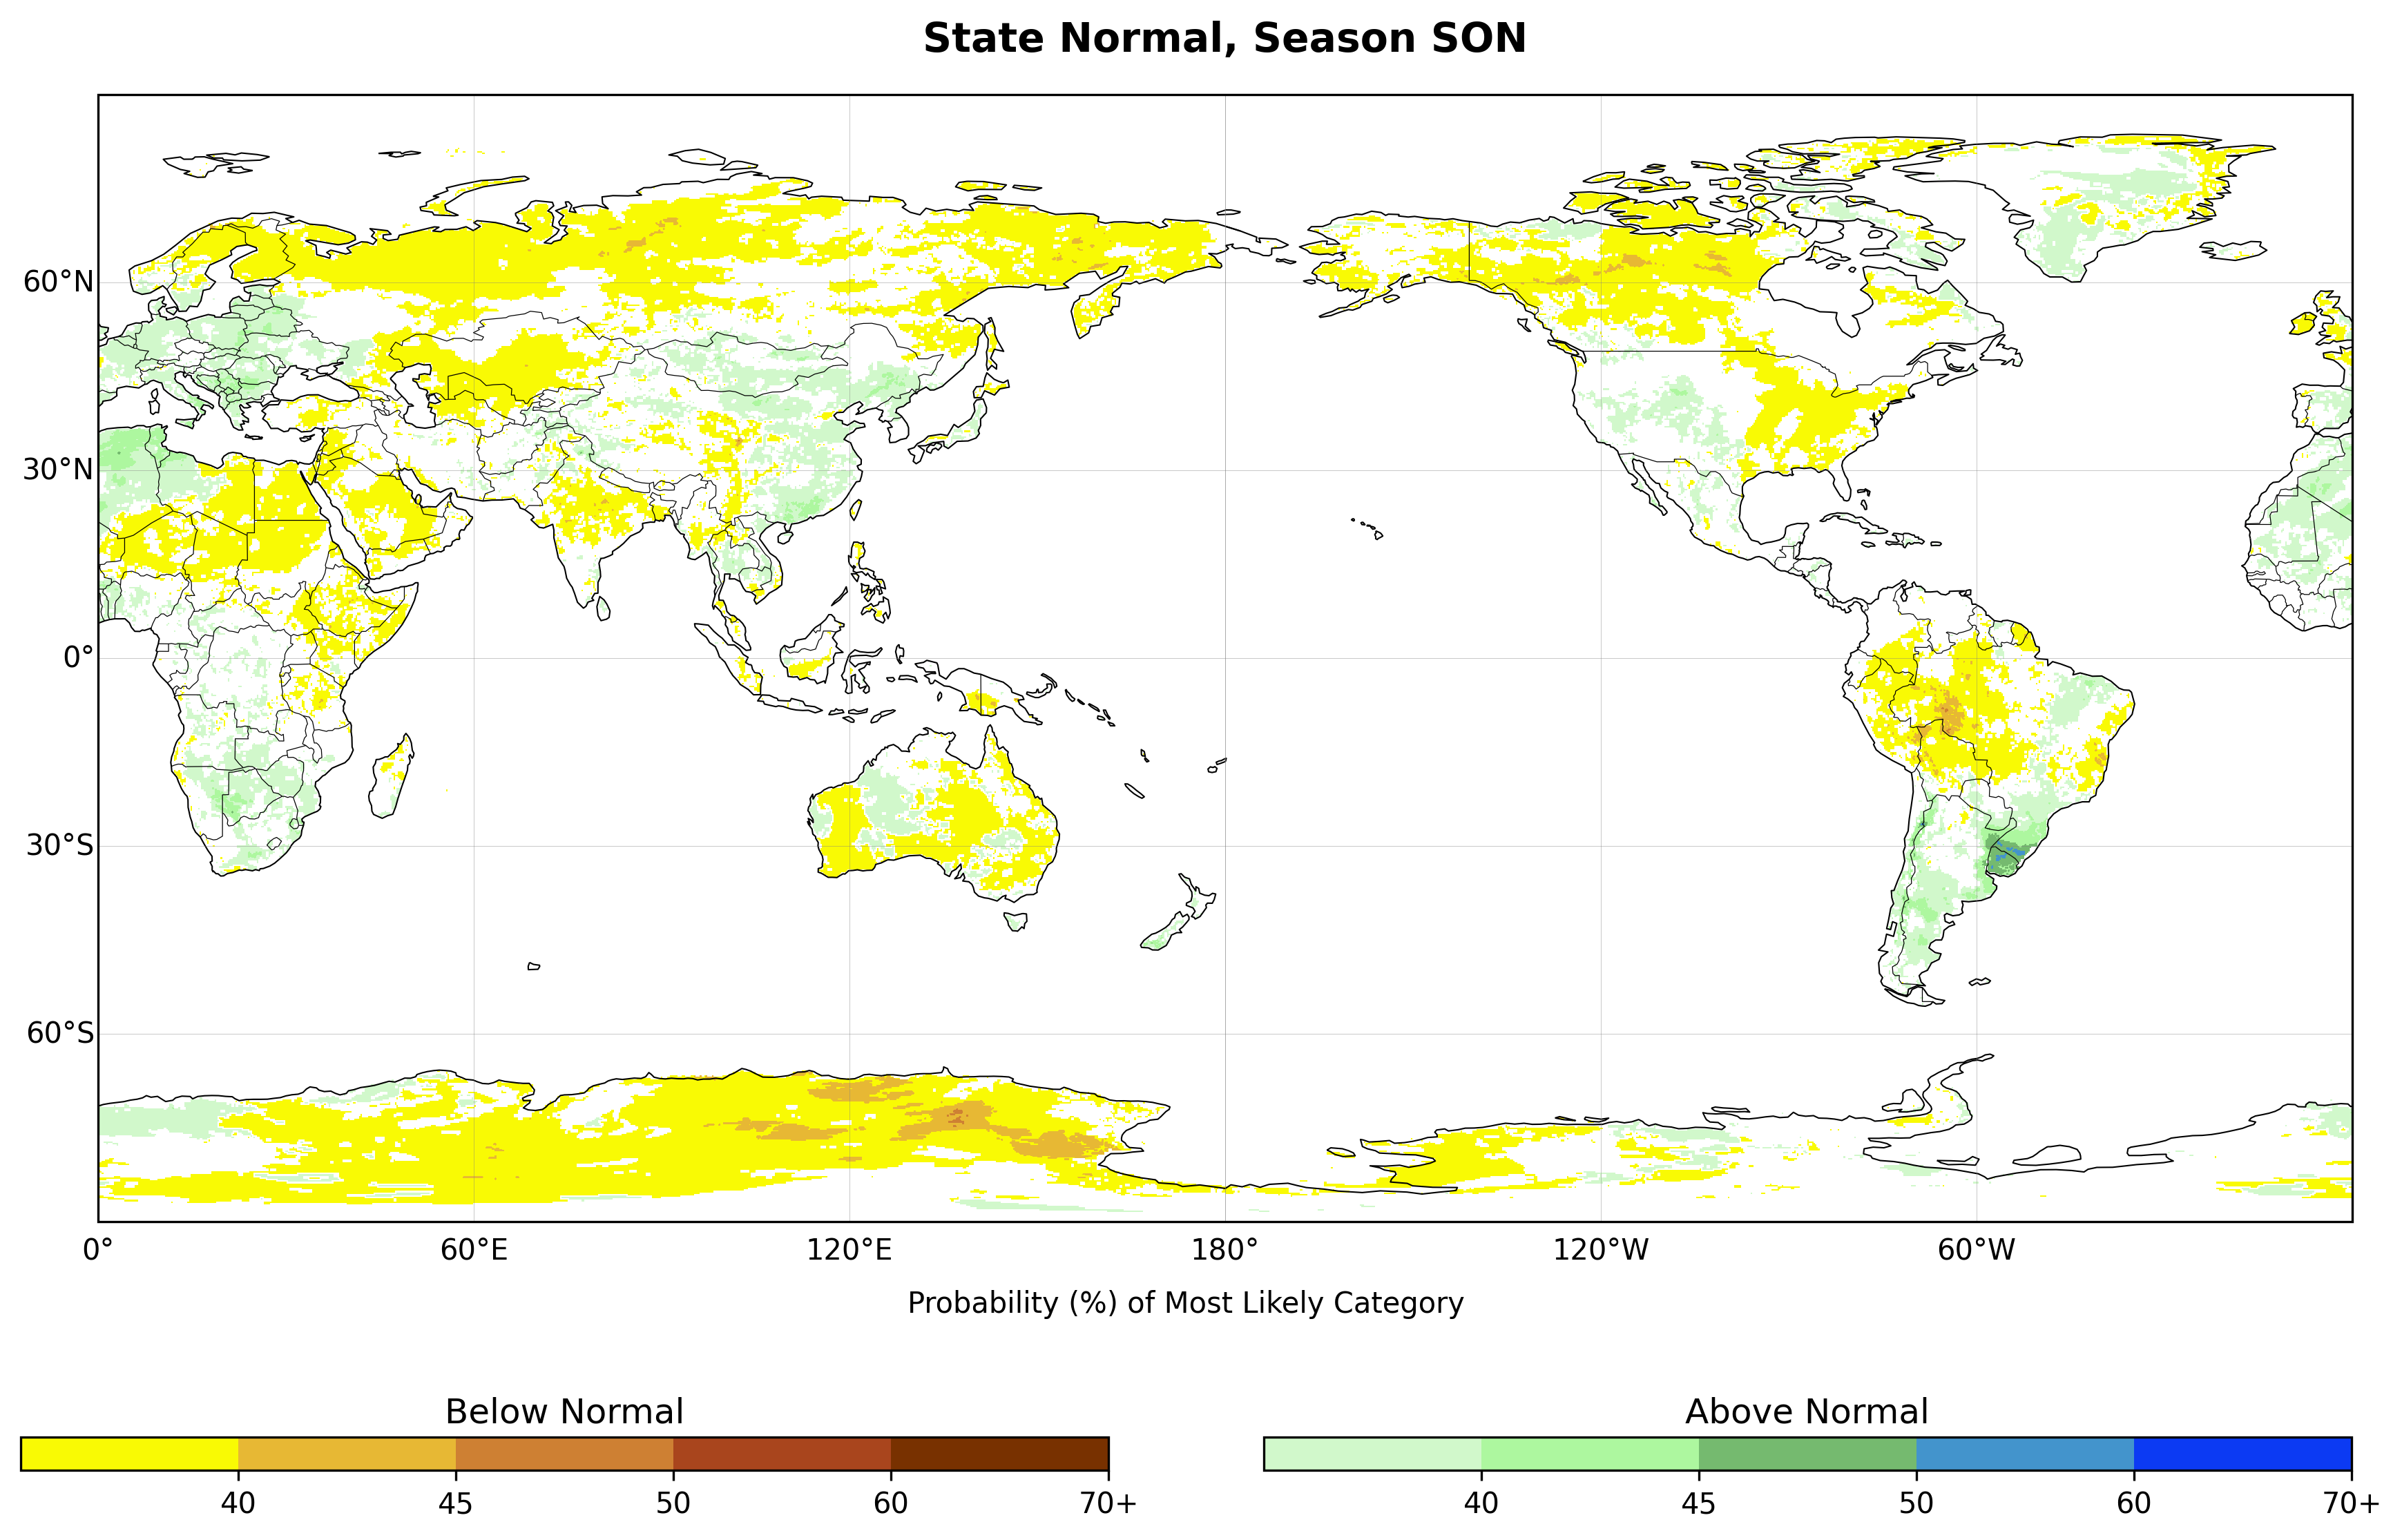 State Normal, Season SON
60°N
30°N
0°
30°S
60°S
0° 60°E 120°E 180° 120°W 60°W
Probability (%) of Most Likely Category
Below Normal
40 45 50 60 70+
Above Normal
40 45 50 60 70+